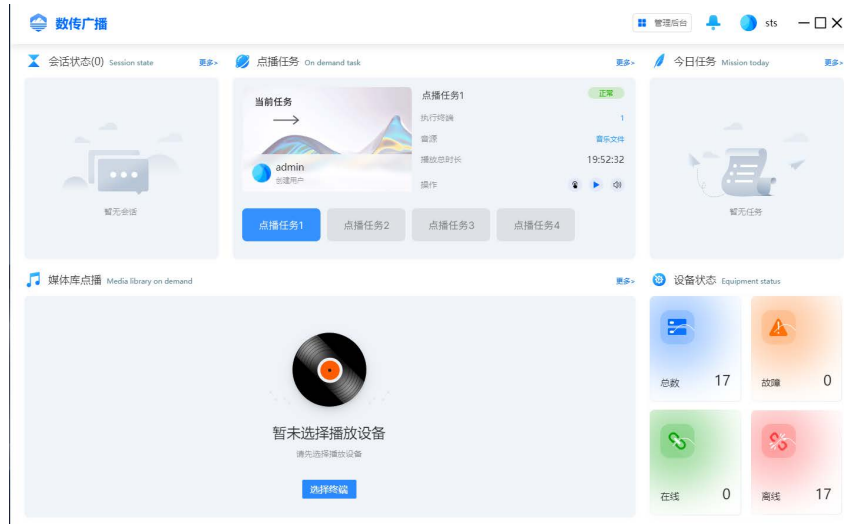 数传广播
管理后台
sts
会话状态(0) Session state 更多>
暂无会话
点播任务 On demand task 更多>
当前任务
admin
创建用户
点播任务1 正常
执行终端 1
音源 音乐文件
播放总时长 19:52:32
操作
点播任务1 点播任务2 点播任务3 点播任务4
今日任务 Mission today 更多>
暂无任务
媒体库点播 Media library on demand 更多>
暂未选择播放设备
请先选择播放设备
选择终端
设备状态 Equipment status
总数 17
故障 0
在线 0
离线 17